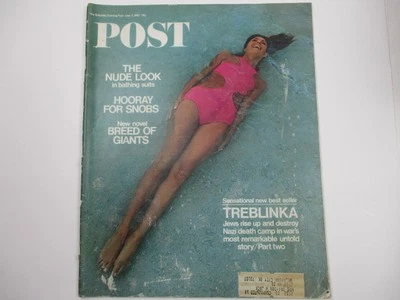 POST
THE
NUDE LOOK
in bathing suits
HOORAY
FOR SNOBS
New novel
BREED OF
GIANTS
Sensational new best seller
TREBLINKA
Jews rise up and destroy
Nazi death camp in war's
most remarkable untold
story/Part two